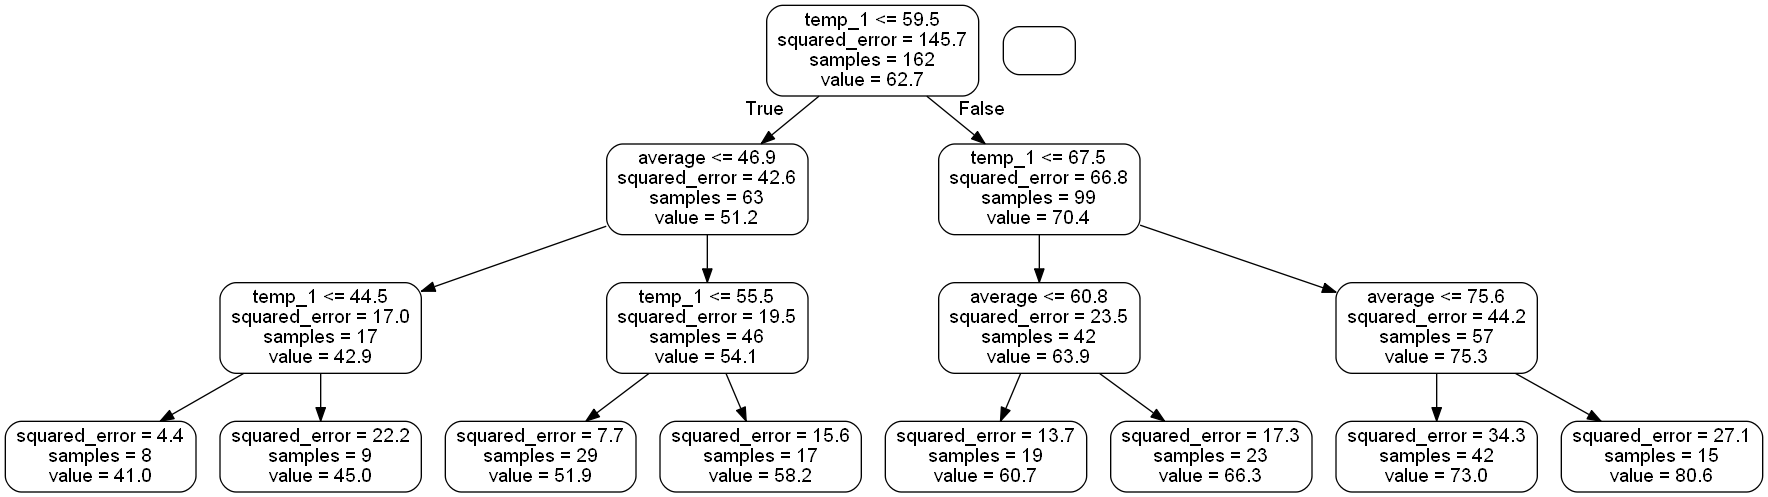 temp_1 <= 59.5
squared_error = 145.7
samples = 162
value = 62.7
True
False
average <= 46.9
squared_error = 42.6
samples = 63
value = 51.2
temp_1 <= 67.5
squared_error = 66.8
samples = 99
value = 70.4
temp_1 <= 44.5
squared_error = 17.0
samples = 17
value = 42.9
temp_1 <= 55.5
squared_error = 19.5
samples = 46
value = 54.1
average <= 60.8
squared_error = 23.5
samples = 42
value = 63.9
average <= 75.6
squared_error = 44.2
samples = 57
value = 75.3
squared_error = 4.4
samples = 8
value = 41.0
squared_error = 22.2
samples = 9
value = 45.0
squared_error = 7.7
samples = 29
value = 51.9
squared_error = 15.6
samples = 17
value = 58.2
squared_error = 13.7
samples = 19
value = 60.7
squared_error = 17.3
samples = 23
value = 66.3
squared_error = 34.3
samples = 42
value = 73.0
squared_error = 27.1
samples = 15
value = 80.6